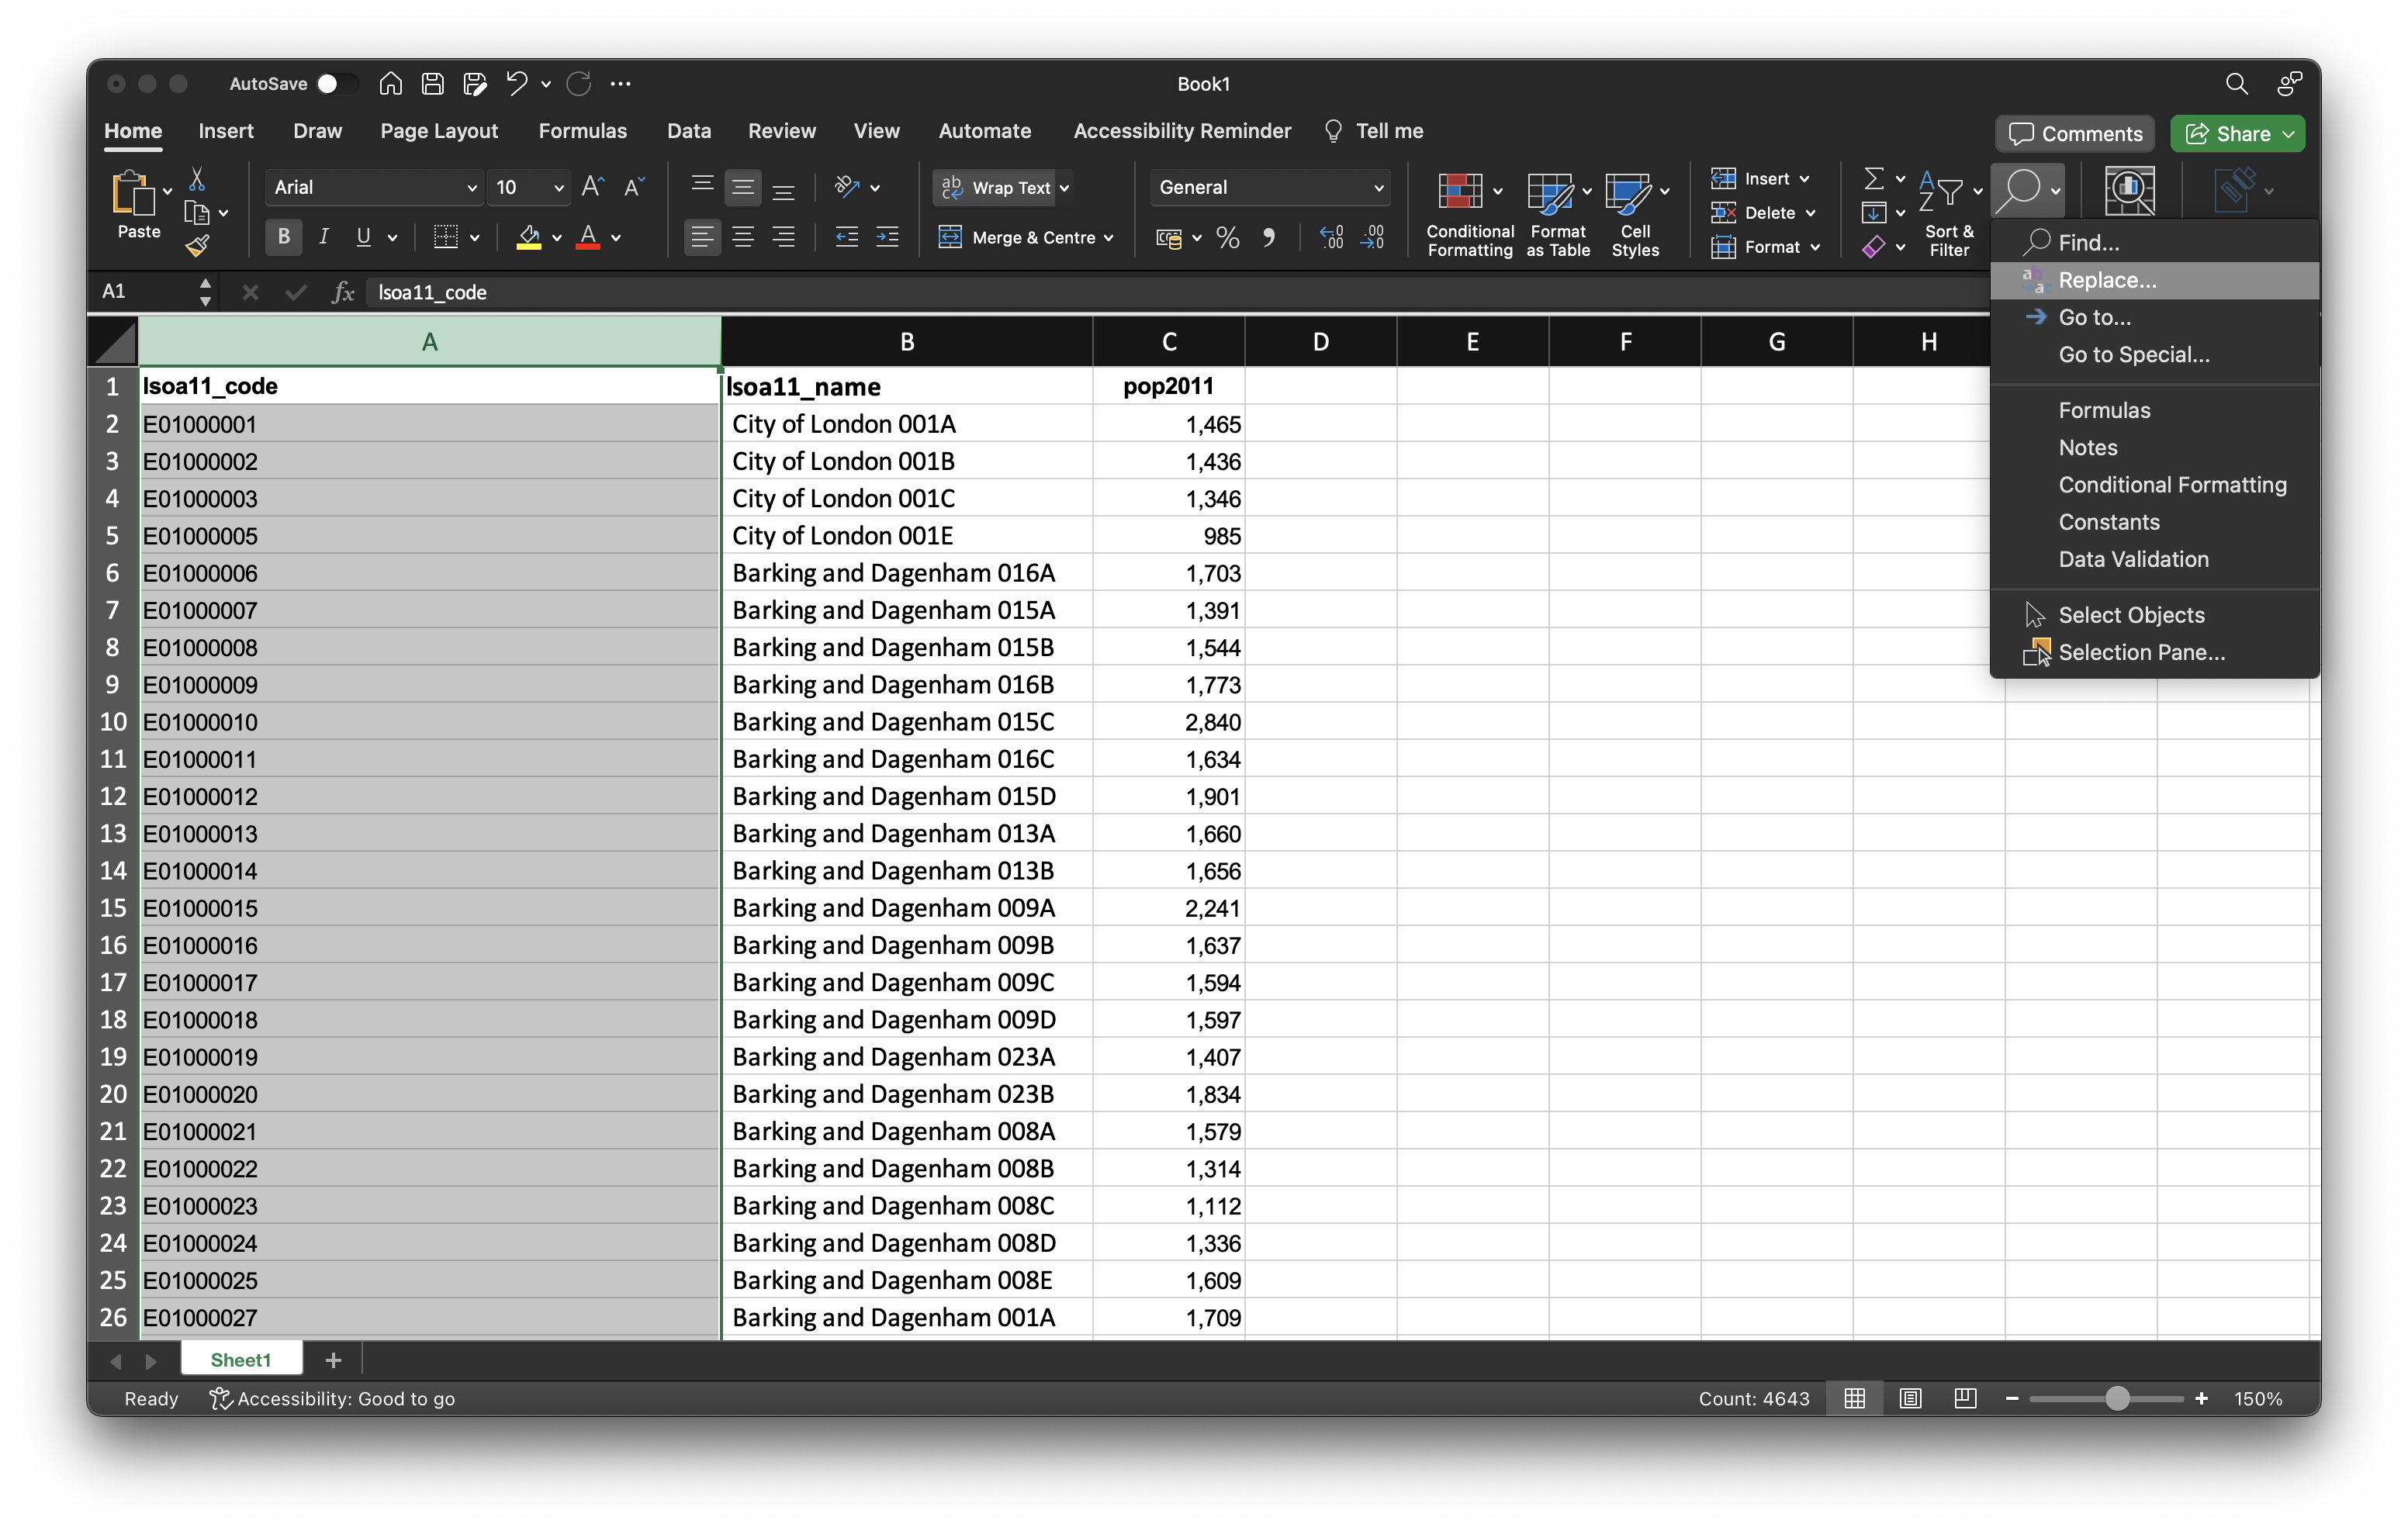 AutoSave
Book1
Home Insert Draw Page Layout Formulas Data Review View Automate Accessibility Reminder Tell me
Comments Share
Paste
Arial 10
B I U
Wrap Text
Merge & Centre
General
Conditional Formatting
Format as Table
Cell Styles
Insert
Delete
Format
Sort & Filter
Find...
Replace...
Go to...
Go to Special...
Formulas
Notes
Conditional Formatting
Constants
Data Validation
Select Objects
Selection Pane...
A1 fx lsoa11_code
A B C D E F G H
1 lsoa11_code lsoa11_name pop2011
2 E01000001 City of London 001A 1,465
3 E01000002 City of London 001B 1,436
4 E01000003 City of London 001C 1,346
5 E01000005 City of London 001E 985
6 E01000006 Barking and Dagenham 016A 1,703
7 E01000007 Barking and Dagenham 015A 1,391
8 E01000008 Barking and Dagenham 015B 1,544
9 E01000009 Barking and Dagenham 016B 1,773
10 E01000010 Barking and Dagenham 015C 2,840
11 E01000011 Barking and Dagenham 016C 1,634
12 E01000012 Barking and Dagenham 015D 1,901
13 E01000013 Barking and Dagenham 013A 1,660
14 E01000014 Barking and Dagenham 013B 1,656
15 E01000015 Barking and Dagenham 009A 2,241
16 E01000016 Barking and Dagenham 009B 1,637
17 E01000017 Barking and Dagenham 009C 1,594
18 E01000018 Barking and Dagenham 009D 1,597
19 E01000019 Barking and Dagenham 023A 1,407
20 E01000020 Barking and Dagenham 023B 1,834
21 E01000021 Barking and Dagenham 008A 1,579
22 E01000022 Barking and Dagenham 008B 1,314
23 E01000023 Barking and Dagenham 008C 1,112
24 E01000024 Barking and Dagenham 008D 1,336
25 E01000025 Barking and Dagenham 008E 1,609
26 E01000027 Barking and Dagenham 001A 1,709
Sheet1 +
Ready Accessibility: Good to go Count: 4643 150%